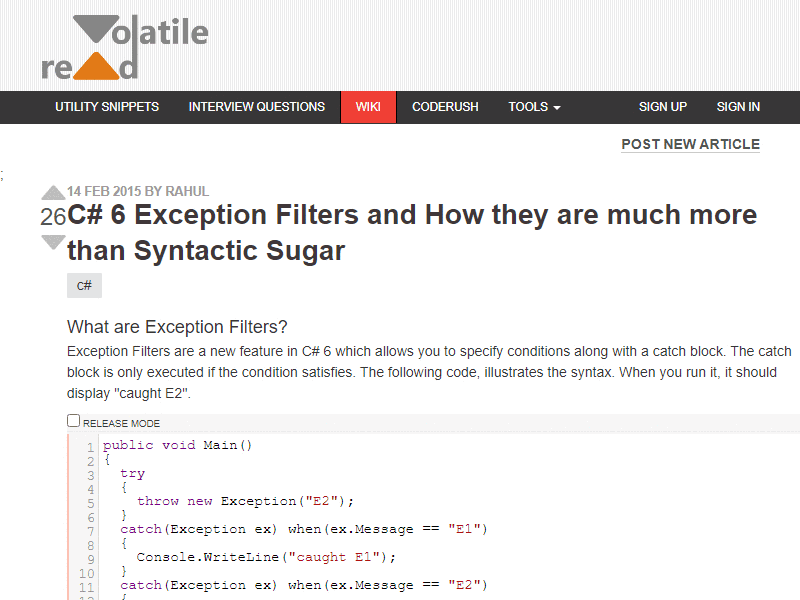 volatile
read
UTILITY SNIPPETS INTERVIEW QUESTIONS WIKI CODERUSH TOOLS SIGN UP SIGN IN
POST NEW ARTICLE
;
14 FEB 2015 BY RAHUL
26
C# 6 Exception Filters and How they are much more
than Syntactic Sugar
c#
What are Exception Filters?
Exception Filters are a new feature in C# 6 which allows you to specify conditions along with a catch block. The catch
block is only executed if the condition satisfies. The following code, illustrates the syntax. When you run it, it should
display "caught E2".
RELEASE MODE
1 public void Main()
2 {
3 try
4 {
5 throw new Exception("E2");
6 }
7 catch(Exception ex) when(ex.Message == "E1")
8 {
9 Console.WriteLine("caught E1");
10 }
11 catch(Exception ex) when(ex.Message == "E2")
12 {